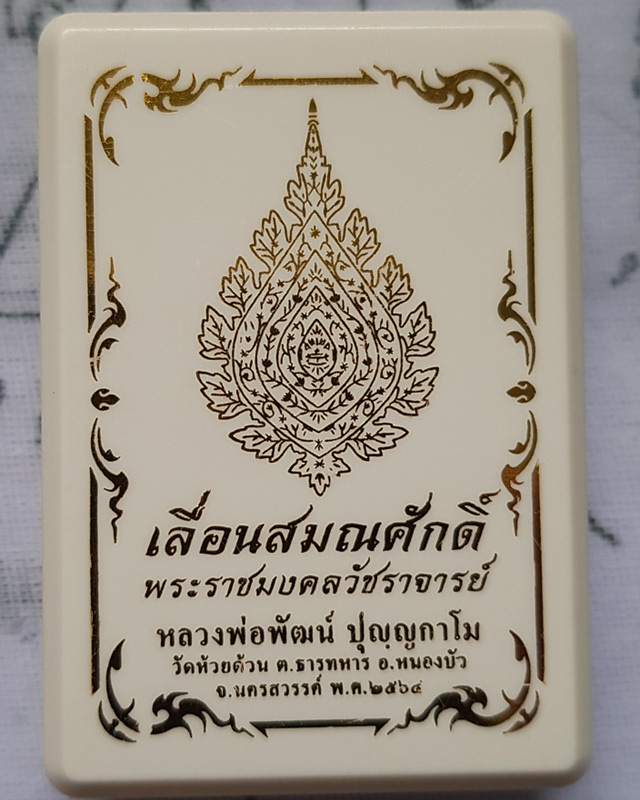 เลื่อนสมณศักดิ์
พระราชมงคลวัชราจารย์
หลวงพ่อพัฒน์ ปุญฺญกาโม
วัดห้วยด้วน ต.ธารทหาร อ.หนองบัว
จ.นครสวรรค์ พ.ศ.๒๕๖๔